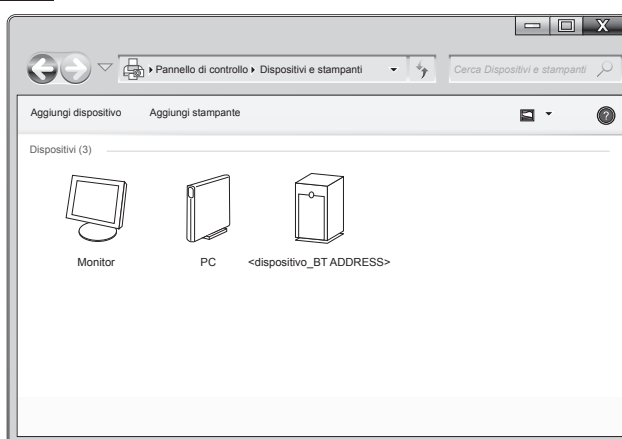 Pannello di controllo Dispositivi e stampanti
Cerca Dispositivi e stampanti
Aggiungi dispositivo Aggiungi stampante
?
Dispositivi (3)
Monitor PC <dispositivo_BT ADDRESS>